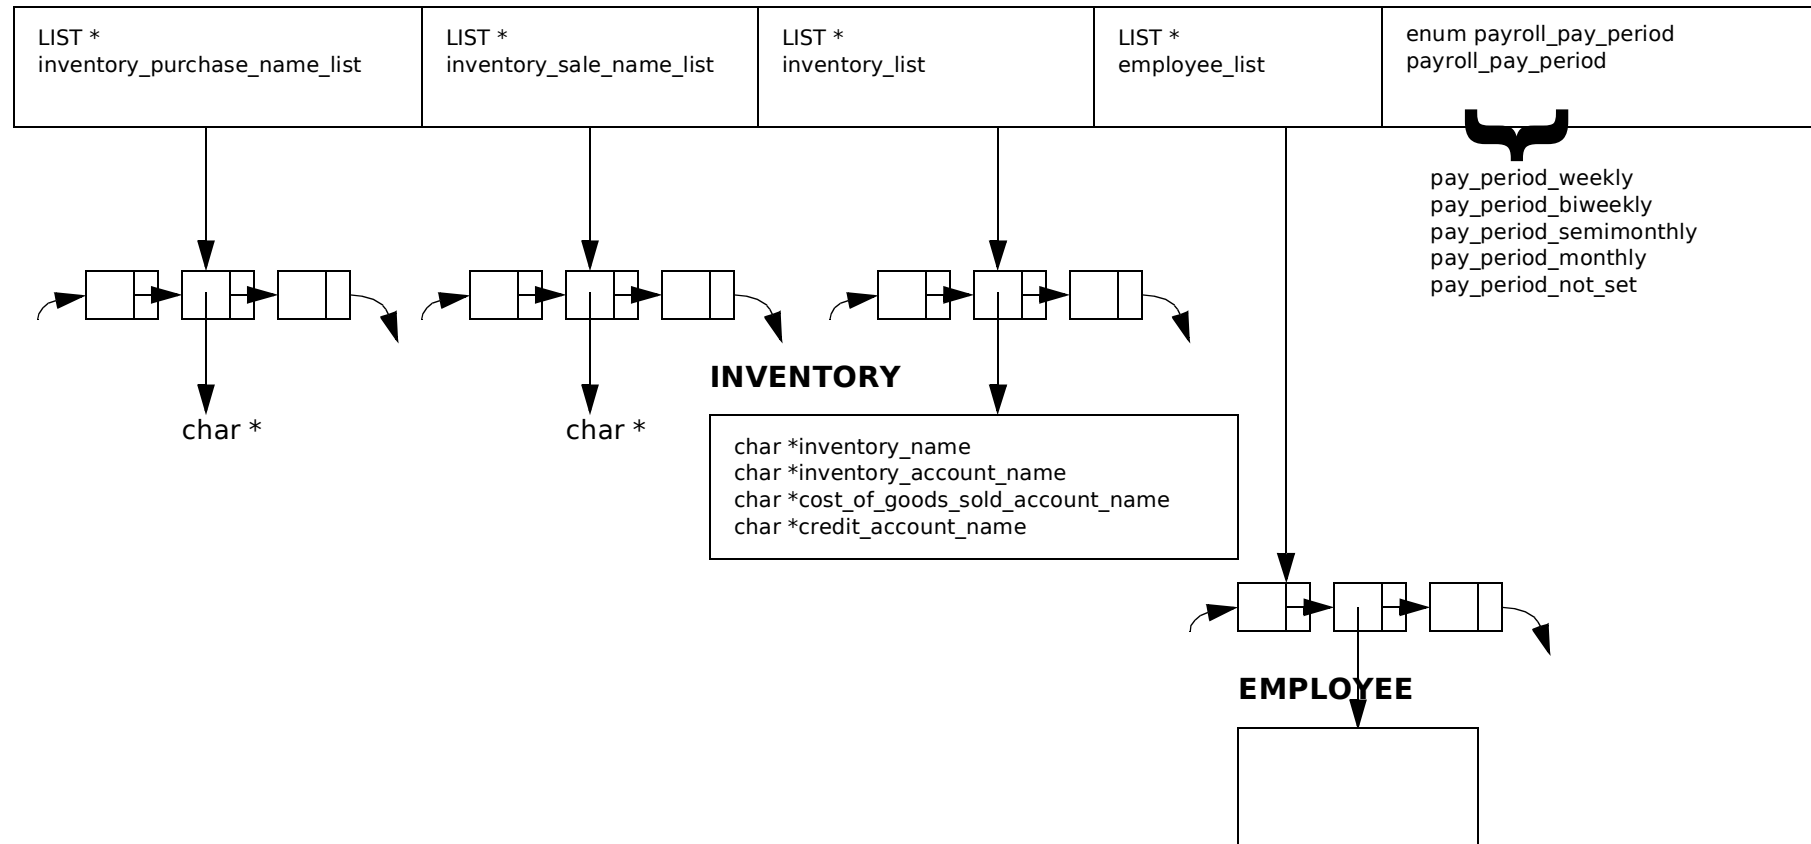 LIST *
inventory_purchase_name_list
LIST *
inventory_sale_name_list
LIST *
inventory_list
LIST *
employee_list
enum payroll_pay_period
payroll_pay_period
pay_period_weekly
pay_period_biweekly
pay_period_semimonthly
pay_period_monthly
pay_period_not_set
char *
char *
INVENTORY
char *inventory_name
char *inventory_account_name
char *cost_of_goods_sold_account_name
char *credit_account_name
EMPLOYEE